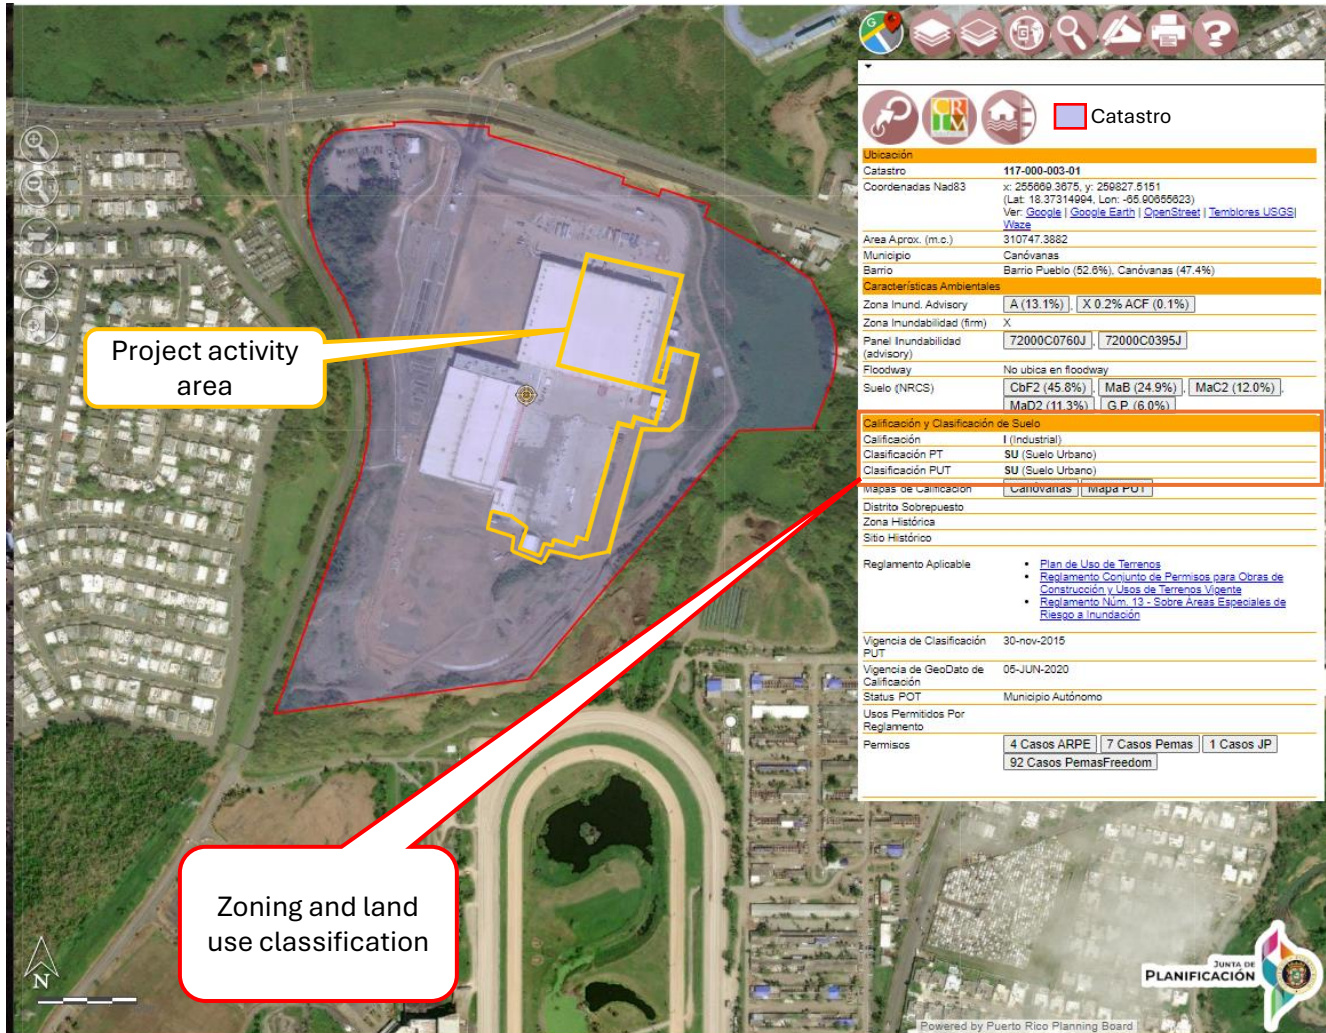 Catastro
Ubicación
Catastro 117-000-003-01
Coordenadas Nad83 x: 255669.3675, y: 259827.5151
(Lat: 18.37314994, Lon: -65.90655623)
Ver: Google | Google Earth | OpenStreet | Temblores USGS|
Waze
Area Aprox. (m.c.) 310747.3882
Municipio Canóvanas
Barrio Barrio Pueblo (52.6%), Canóvanas (47.4%)
Características Ambientales
Zona Inund. Advisory A (13.1%) , X 0.2% ACF (0.1%)
Zona Inundabilidad (firm) X
Panel Inundabilidad
(advisory) 72000C0760J , 72000C0395J
Floodway No ubica en floodway
Suelo (NRCS) CbF2 (45.8%) , MaB (24.9%) , MaC2 (12.0%) ,
MaD2 (11.3%) , G.P. (6.0%)
Calificación y Clasificación de Suelo
Calificación I (Industrial)
Clasificación PT SU (Suelo Urbano)
Clasificación PUT SU (Suelo Urbano)
Mapas de Calificación Canóvanas Mapa PUT
Distrito Sobrepuesto
Zona Histórica
Sitio Histórico
Reglamento Aplicable
• Plan de Uso de Terrenos
• Reglamento Conjunto de Permisos para Obras de
Construcción y Usos de Terrenos Vigente
• Reglamento Núm. 13 - Sobre Areas Especiales de
Riesgo a Inundación
Vigencia de Clasificación
PUT 30-nov-2015
Vigencia de GeoDato de
Calificación 05-JUN-2020
Status POT Municipio Autónomo
Usos Permitidos Por
Reglamento
Permisos 4 Casos ARPE 7 Casos Pemas 1 Casos JP
92 Casos PemasFreedom
Project activity
area
Zoning and land
use classification
N
JUNTA DE
PLANIFICACIÓN
Powered by Puerto Rico Planning Board
CRIM
G
?